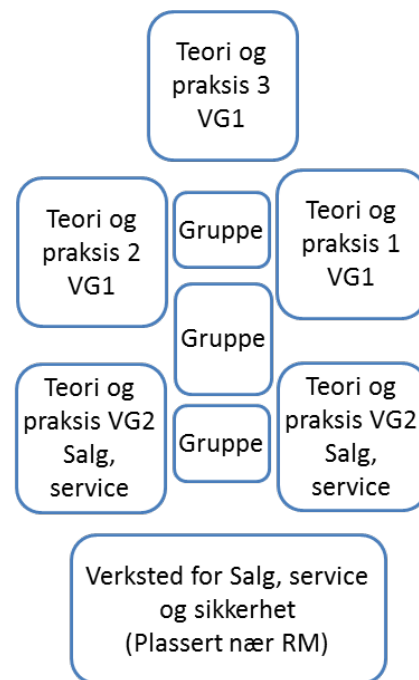 Teori og
praksis 3
VG1
Teori og
praksis 2
VG1
Gruppe
Teori og
praksis 1
VG1
Gruppe
Teori og
praksis VG2
Salg,
service
Gruppe
Teori og
praksis VG2
Salg,
service
Verksted for Salg, service
og sikkerhet
(Plassert nær RM)